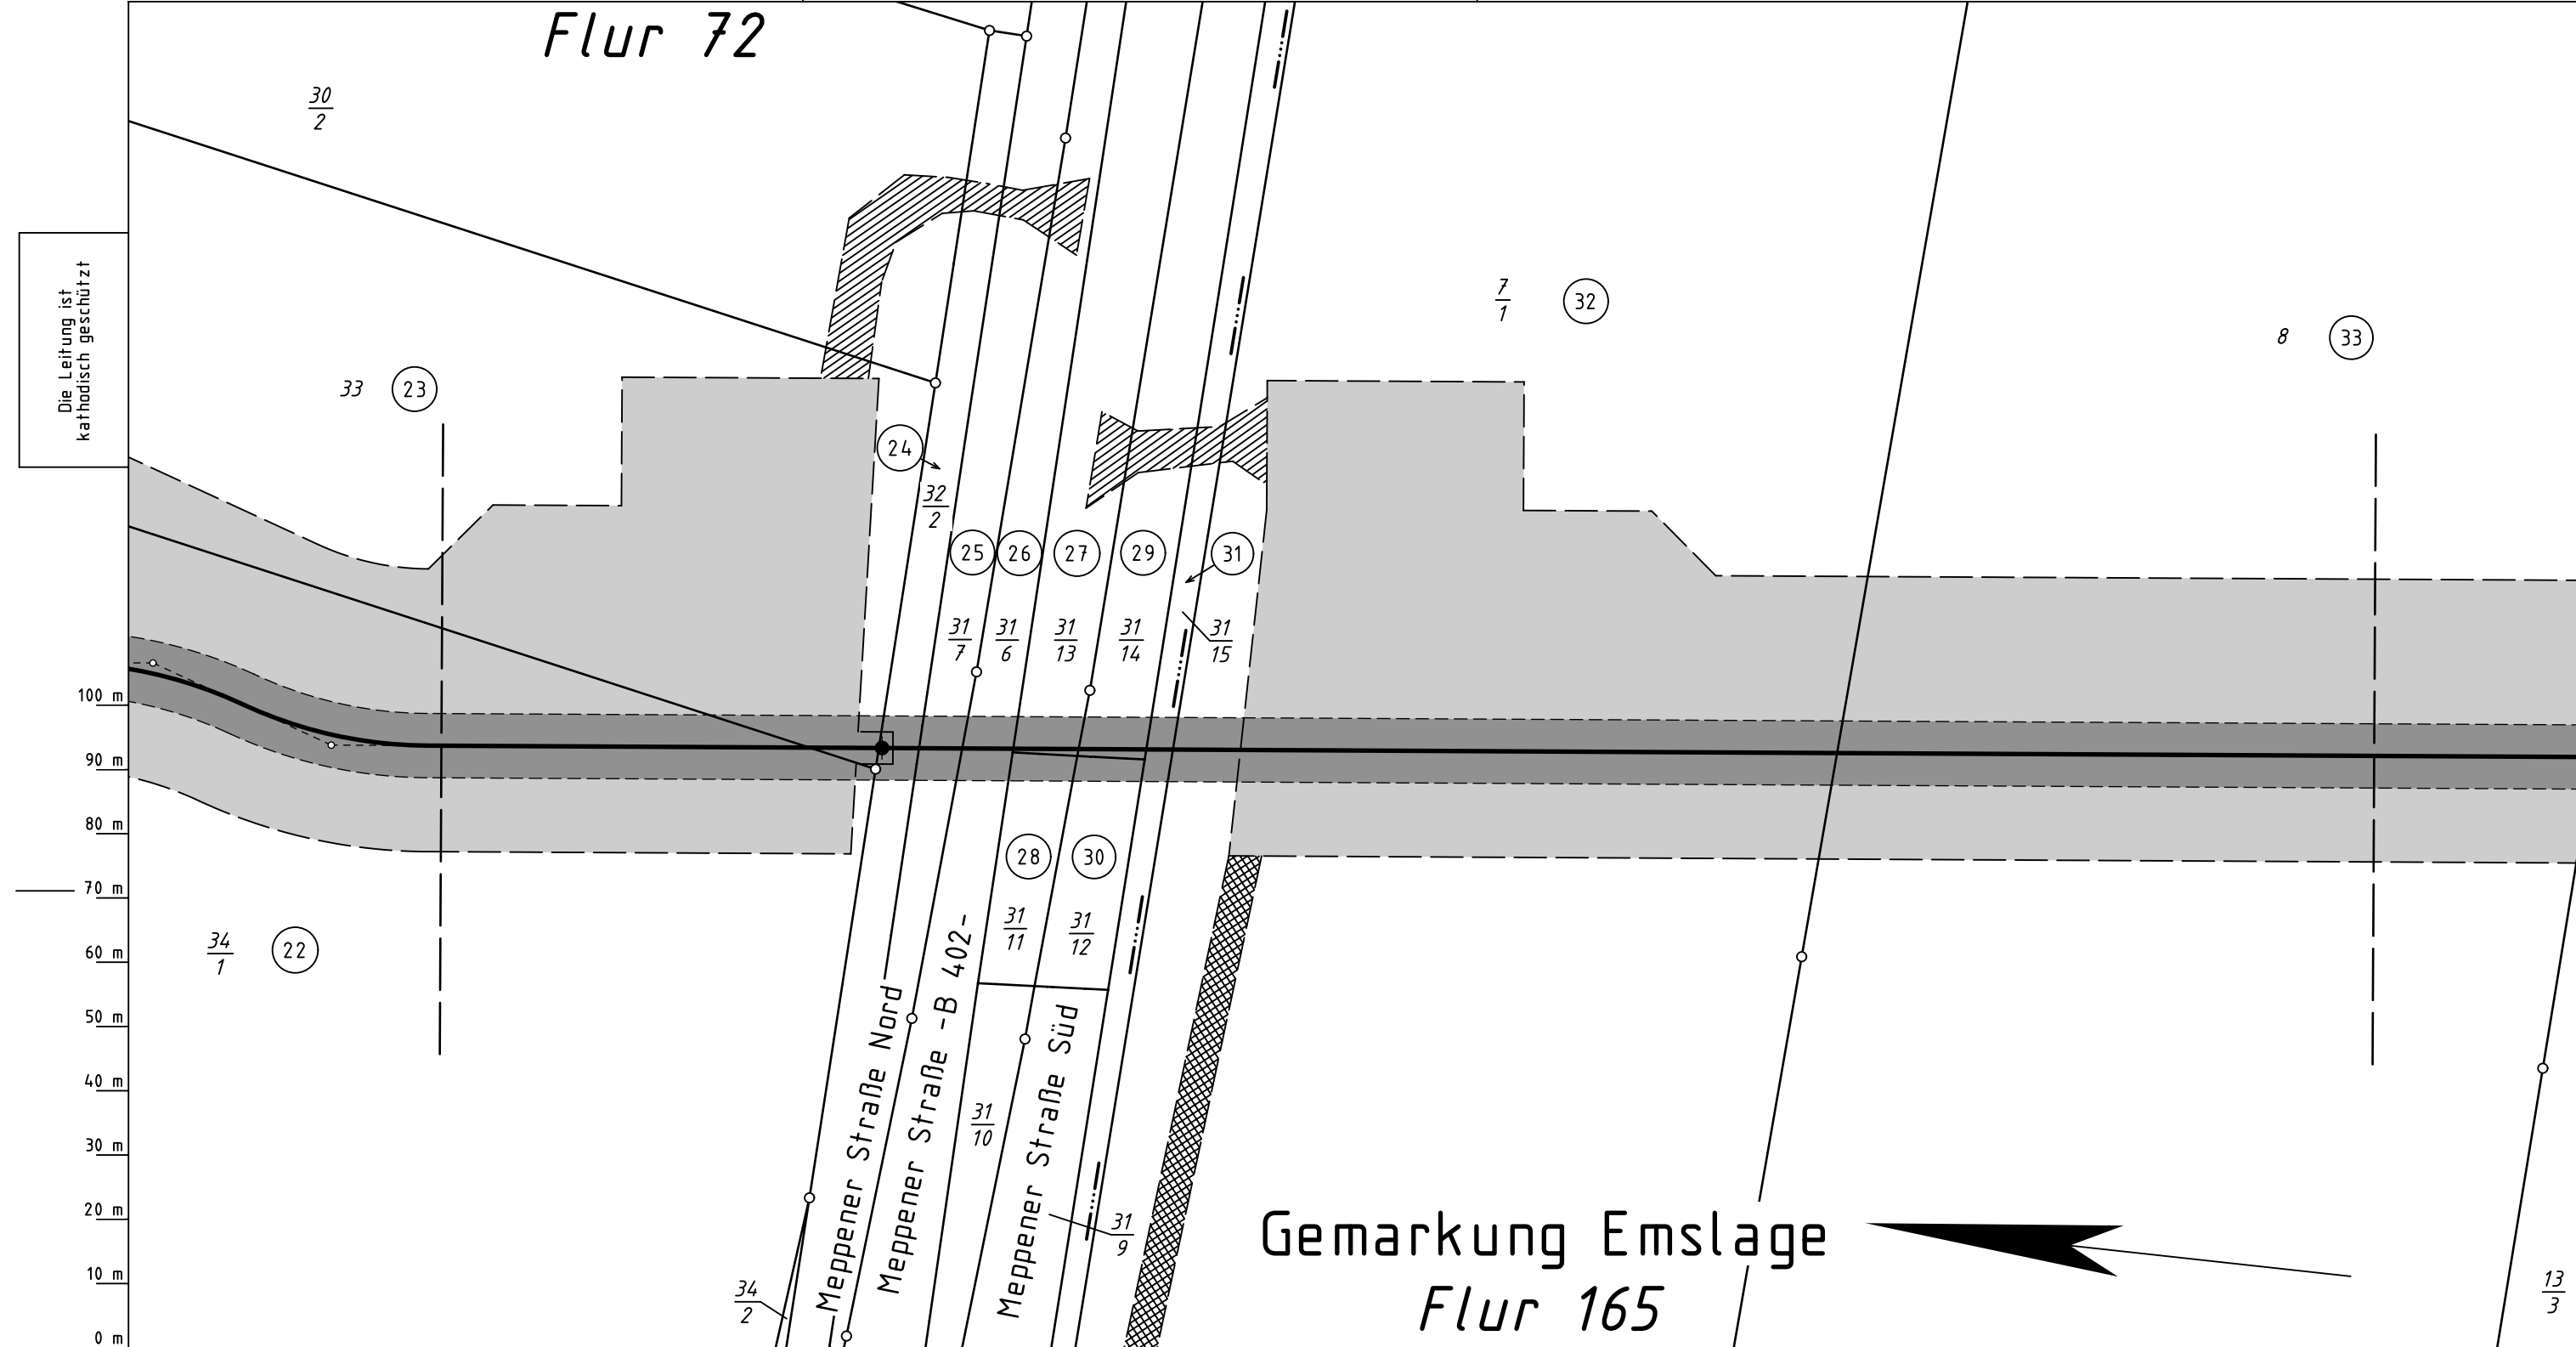 Flur 72
30
2
Die Leitung ist
kathodisch geschützt
33 23
7
1
32
8 33
24
32
2
25 26 27 29 31
31
7
31
6
31
13
31
14
31
15
100 m
90 m
80 m
70 m
60 m
50 m
40 m
30 m
20 m
10 m
0 m
28 30
31
11
31
12
34
1
22
Meppener Straße Nord
Meppener Straße -B 402-
Meppener Straße Süd
31
10
31
9
34
2
Gemarkung Emslage
Flur 165
13
3